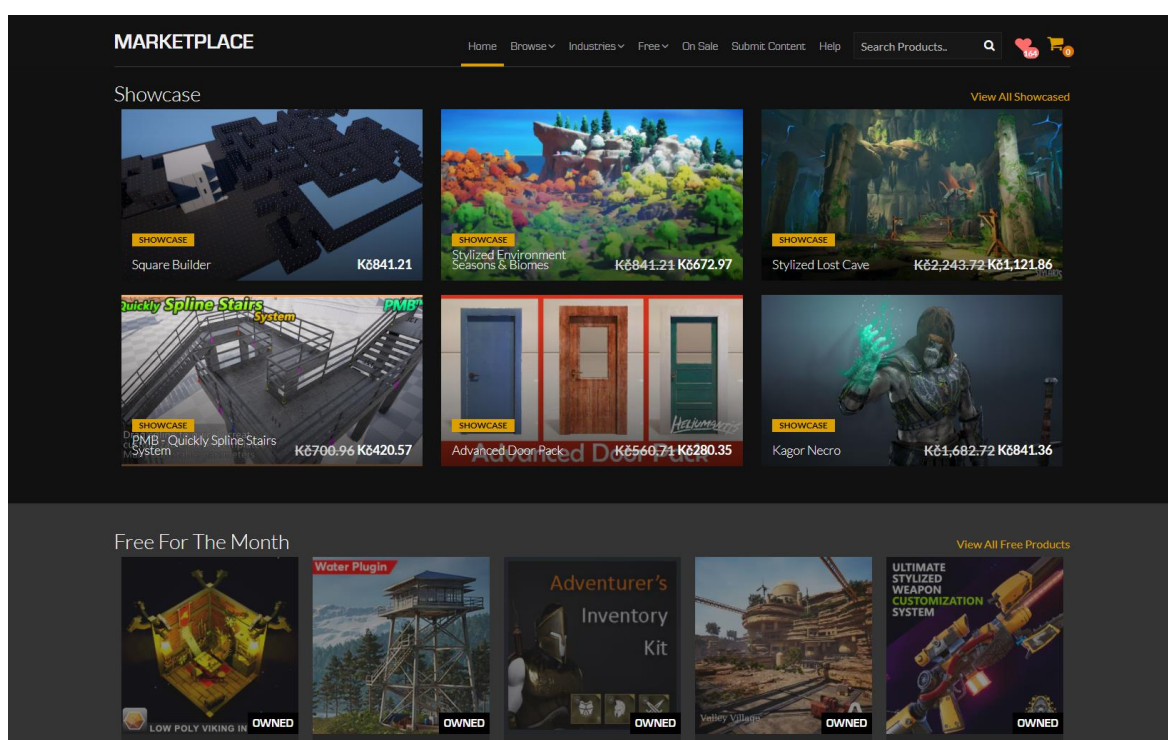 MARKETPLACE
Home Browse Industries Free On Sale Submit Content Help Search Products.. 164 0
Showcase View All Showcased
SHOWCASE
Square Builder Kč841.21
SHOWCASE
Stylized Environment
Seasons & Biomes Kč841.21 Kč672.97
SHOWCASE
Stylized Lost Cave Kč2,243.72 Kč1,121.86
Quickly Spline Stairs
System
PMB
SHOWCASE
PMB - Quickly Spline Stairs
System Kč700.96 Kč420.57
SHOWCASE
Advanced Door Pack Kč560.71 Kč280.35
Advanced Door Pack
SHOWCASE
Kagor Necro Kč1,682.72 Kč841.36
Free For The Month View All Free Products
LOW POLY VIKING IN
OWNED
Water Plugin
OWNED
Adventurer's
Inventory
Kit
OWNED
Valley Village
OWNED
ULTIMATE
STYLIZED
WEAPON
CUSTOMIZATION
SYSTEM
OWNED